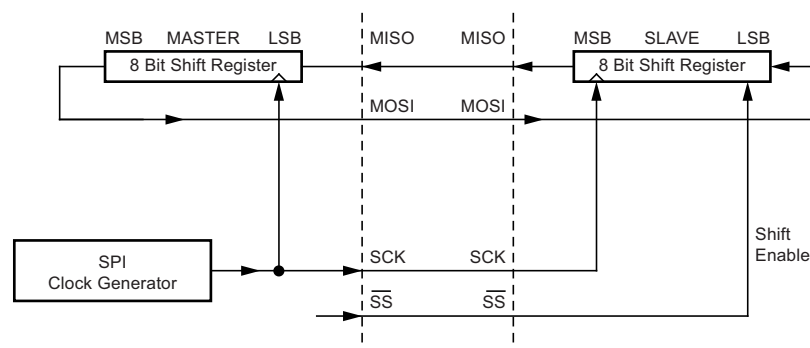 MSB MASTER LSB
8 Bit Shift Register
MISO MISO
MSB SLAVE LSB
8 Bit Shift Register
MOSI MOSI
SPI
Clock Generator
SCK SCK
Shift
Enable
SS SS